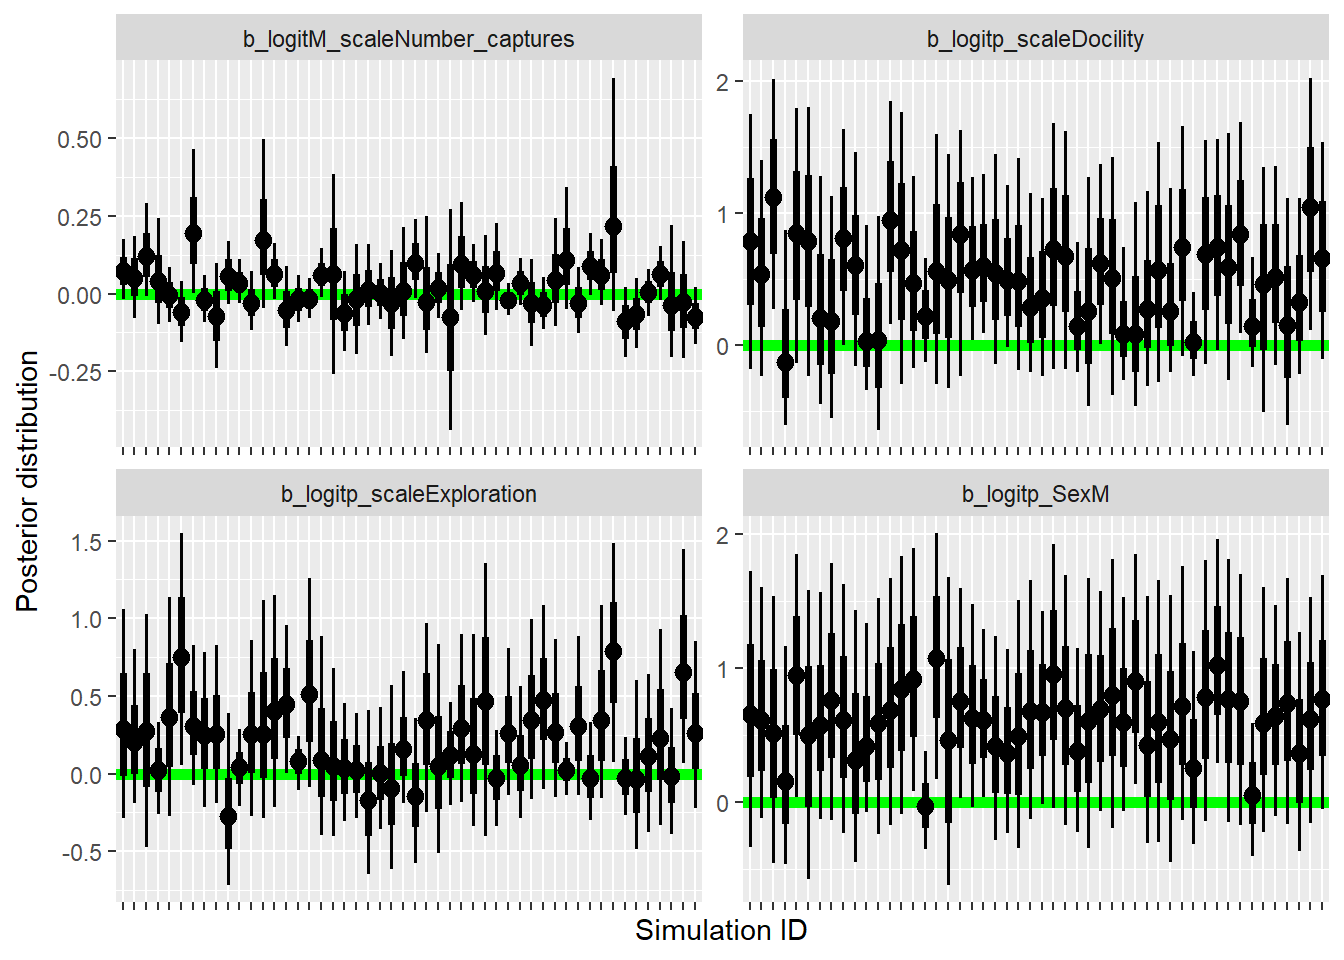 b_logitM_scaleNumber_captures
b_logitp_scaleDocility
0.50
0.25
0.00
-0.25
2
1
0
b_logitp_scaleExploration
b_logitp_SexM
1.5
1.0
0.5
0.0
-0.5
2
1
0
Posterior distribution
Simulation ID